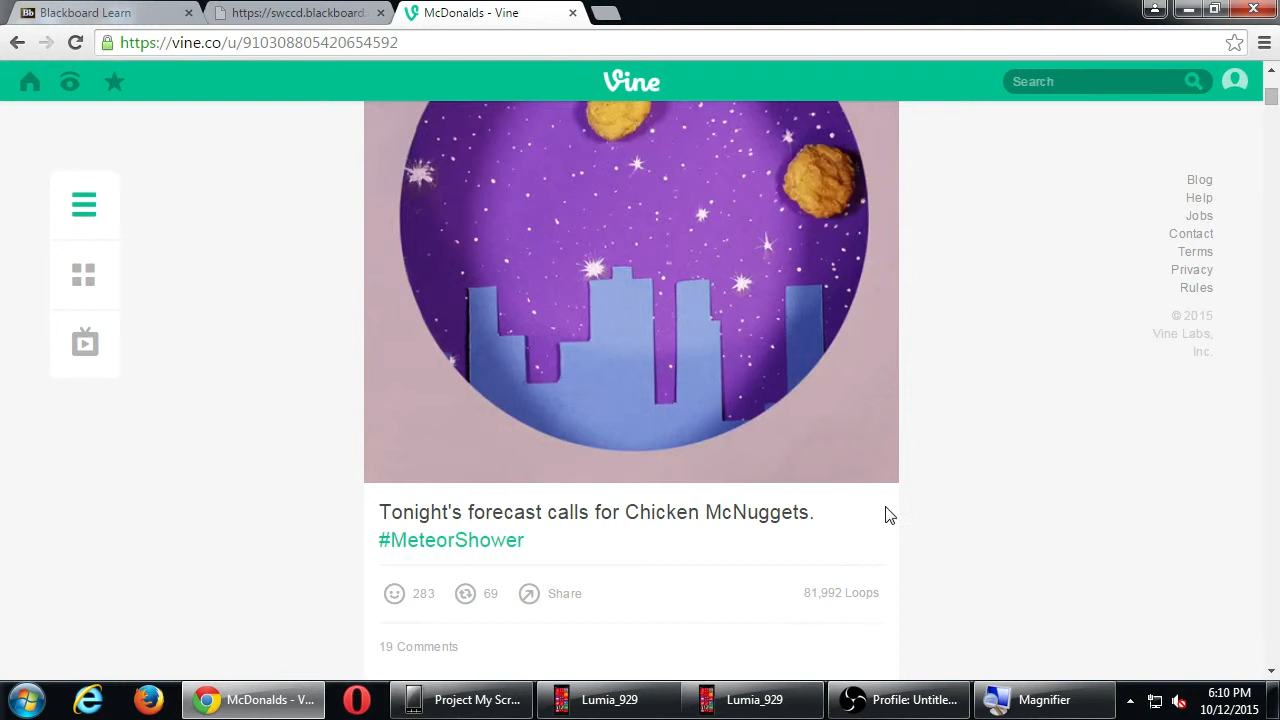 Blackboard Learn
https://swccd.blackboard.
McDonalds - Vine
https://vine.co/u/910308805420654592
Vine
Search
Blog
Help
Jobs
Contact
Terms
Privacy
Rules
© 2015
Vine Labs,
Inc.
Tonight's forecast calls for Chicken McNuggets.
#MeteorShower
283
69
Share
81,992 Loops
19 Comments
McDonalds - V...
Project My Scr...
Lumia_929
Lumia_929
Profile: Untitle...
Magnifier
6:10 PM
10/12/2015